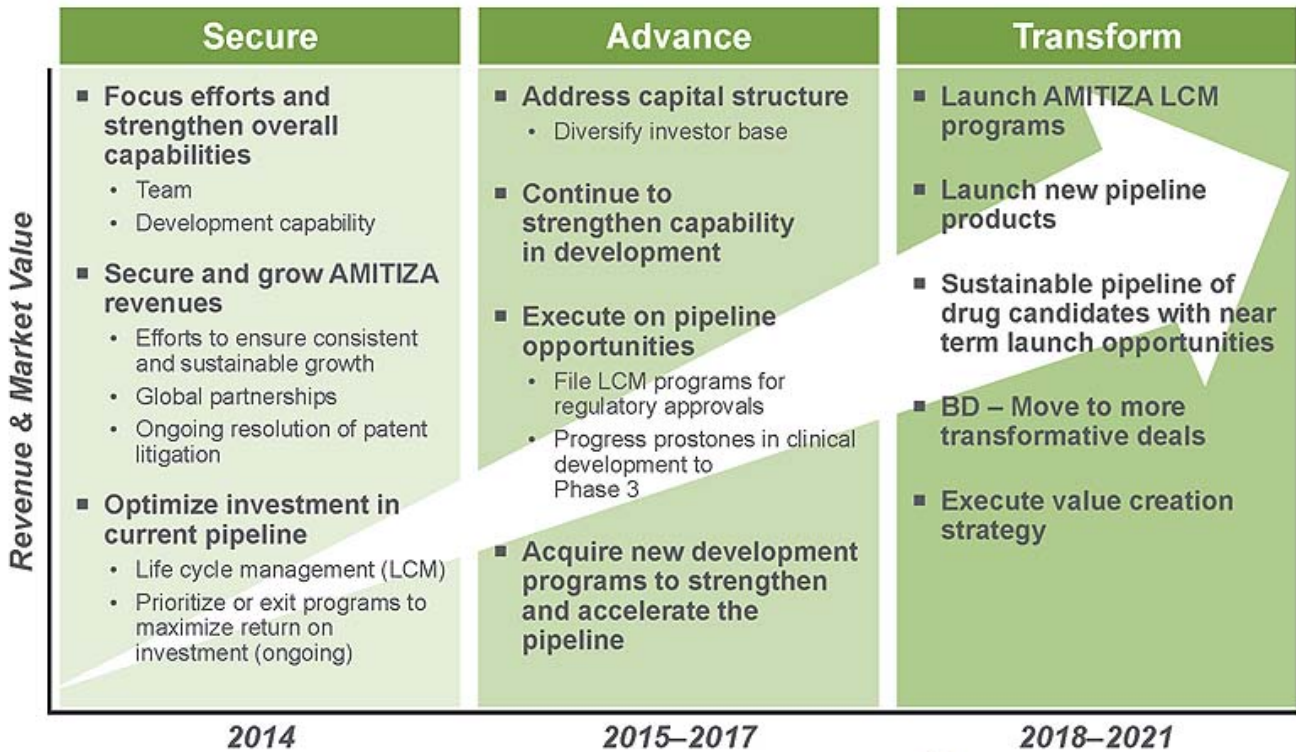 Secure
Advance
Transform
Revenue & Market Value
▪ Focus efforts and
strengthen overall
capabilities
• Team
• Development capability
▪ Secure and grow AMITIZA
revenues
• Efforts to ensure consistent
and sustainable growth
• Global partnerships
• Ongoing resolution of patent
litigation
▪ Optimize investment in
current pipeline
• Life cycle management (LCM)
• Prioritize or exit programs to
maximize return on
investment (ongoing)
▪ Address capital structure
• Diversify investor base
▪ Continue to
strengthen capability
in development
▪ Execute on pipeline
opportunities
• File LCM programs for
regulatory approvals
• Progress prostones in clinical
development to
Phase 3
▪ Acquire new development
programs to strengthen
and accelerate the
pipeline
▪ Launch AMITIZA LCM
programs
▪ Launch new pipeline
products
▪ Sustainable pipeline of
drug candidates with near
term launch opportunities
▪ BD – Move to more
transformative deals
▪ Execute value creation
strategy
2014
2015–2017
2018–2021